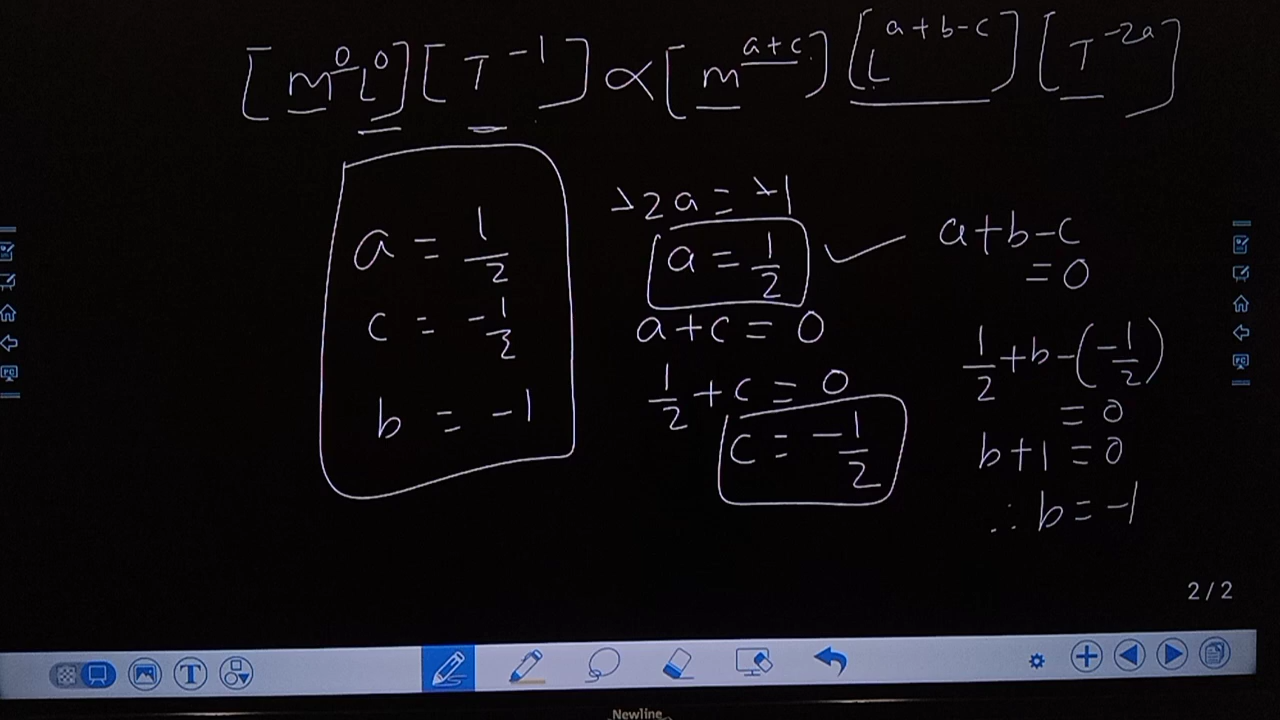 [m⁰L⁰][T⁻¹] ∝ [m^{a+c}][L^{a+b-c}][T^{-2a}]
a = 1/2
c = -1/2
b = -1
-2a = -1
a = 1/2 ✓
a+c = 0
1/2 + c = 0
c = -1/2
a+b-c
= 0
1/2 + b - (-1/2)
= 0
b+1 = 0
∴ b = -1
2/2
T
Newline